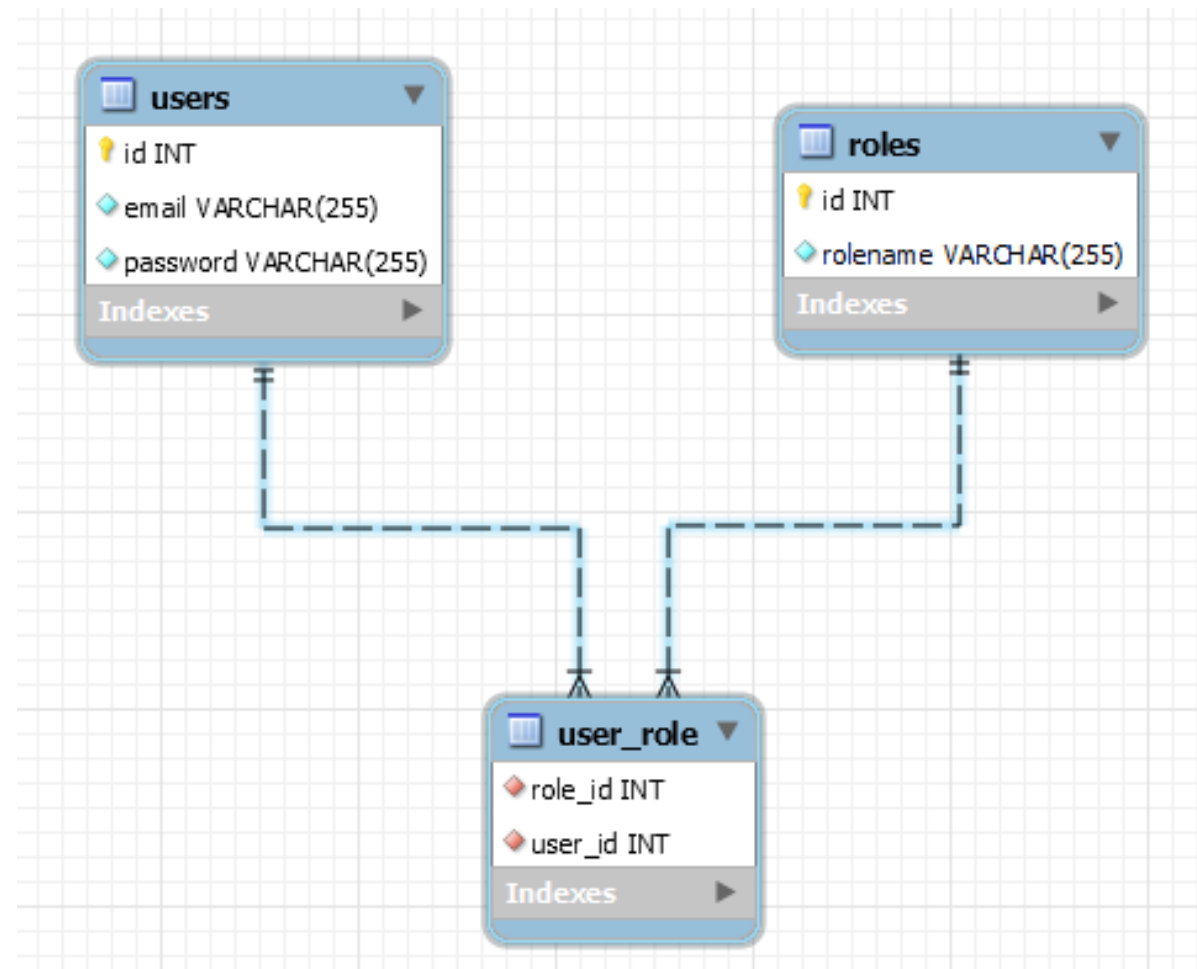 users
id INT
email VARCHAR(255)
password VARCHAR(255)
Indexes
roles
id INT
rolename VARCHAR(255)
Indexes
user_role
role_id INT
user_id INT
Indexes